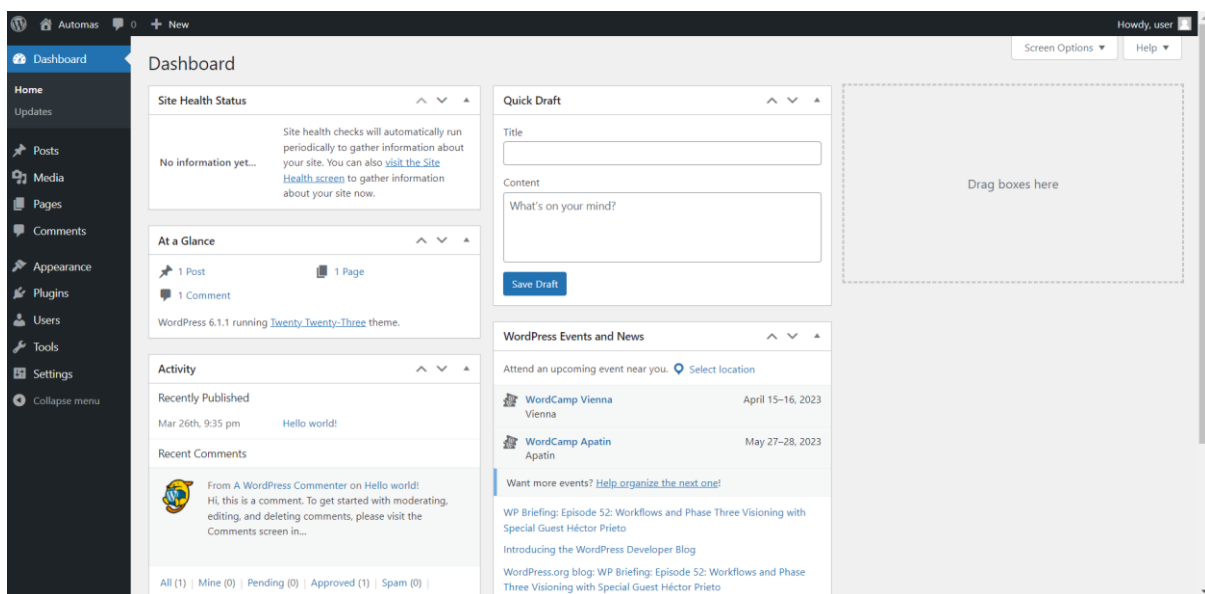 Automas 0 + New Howdy, user
Dashboard
Home
Updates
Posts
Media
Pages
Comments
Appearance
Plugins
Users
Tools
Settings
Collapse menu
Screen Options ▼ Help ▼
Dashboard
Site Health Status
No information yet...
Site health checks will automatically run
periodically to gather information about
your site. You can also visit the Site
Health screen to gather information
about your site now.
At a Glance
1 Post 1 Page
1 Comment
WordPress 6.1.1 running Twenty Twenty-Three theme.
Activity
Recently Published
Mar 26th, 9:35 pm Hello world!
Recent Comments
From A WordPress Commenter on Hello world!
Hi, this is a comment. To get started with moderating,
editing, and deleting comments, please visit the
Comments screen in...
All (1) | Mine (0) | Pending (0) | Approved (1) | Spam (0) |
Quick Draft
Title
Content
What's on your mind?
Save Draft
WordPress Events and News
Attend an upcoming event near you. Select location
WordCamp Vienna April 15–16, 2023
Vienna
WordCamp Apatin May 27–28, 2023
Apatin
Want more events? Help organize the next one!
WP Briefing: Episode 52: Workflows and Phase Three Visioning with
Special Guest Héctor Prieto
Introducing the WordPress Developer Blog
WordPress.org blog: WP Briefing: Episode 52: Workflows and Phase
Three Visioning with Special Guest Héctor Prieto
Drag boxes here